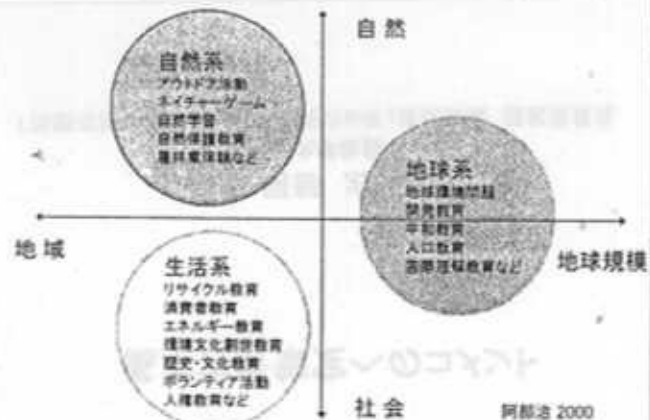 自然
自然系
アウトドア活動
ネイチャーゲーム
自然学習
自然保護教育
農林業体験など
地球系
地球環境問題
開発教育
平和教育
人口教育
国際理解教育など
地域
地球規模
生活系
リサイクル教育
消費者教育
エネルギー教育
環境文化創世教育
歴史・文化教育
ボランティア活動
人権教育など
社会
阿部治 2000